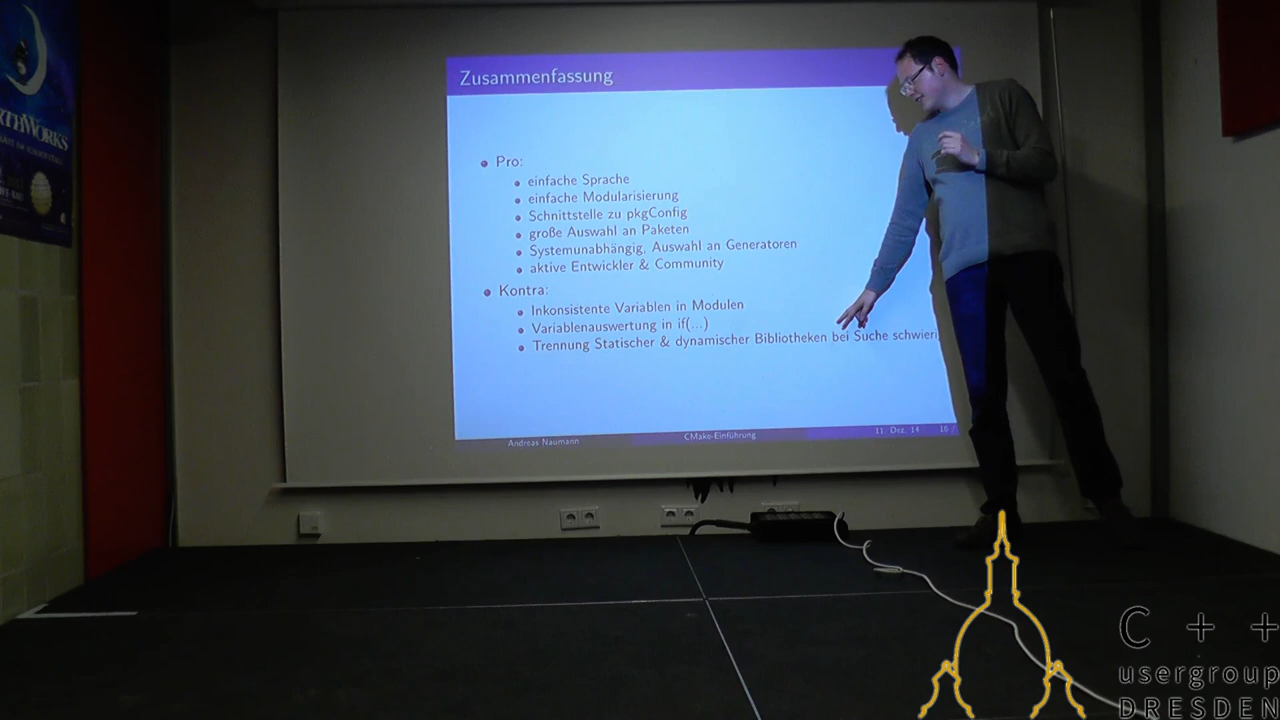 Zusammenfassung
Pro:
einfache Sprache
einfache Modularisierung
Schnittstelle zu pkgConfig
große Auswahl an Paketen
Systemunabhängig, Auswahl an Generatoren
aktive Entwickler & Community
Kontra:
Inkonsistente Variablen in Modulen
Variablenauswertung in if(...)
Trennung Statischer & dynamischer Bibliotheken bei Suche schwieri
Andreas Naumann
CMake-Einführung
11. Dez. 14
16 /
RTHWORKS
C + +
usergroup
DRESDEN